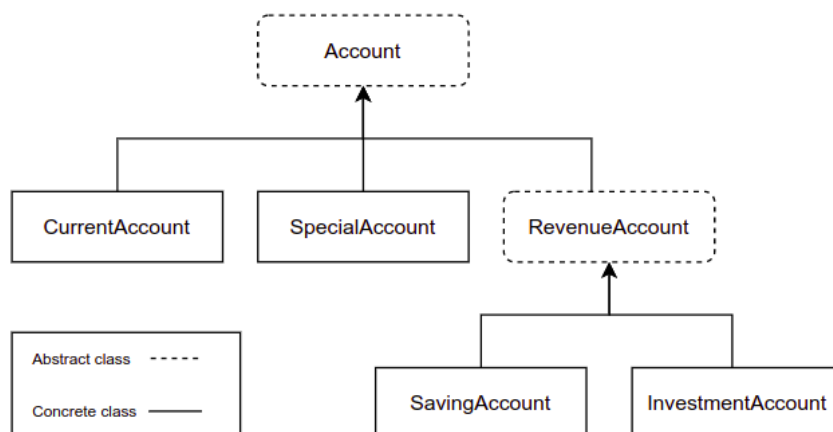 Account
CurrentAccount
SpecialAccount
RevenueAccount
Abstract class
Concrete class
SavingAccount
InvestmentAccount